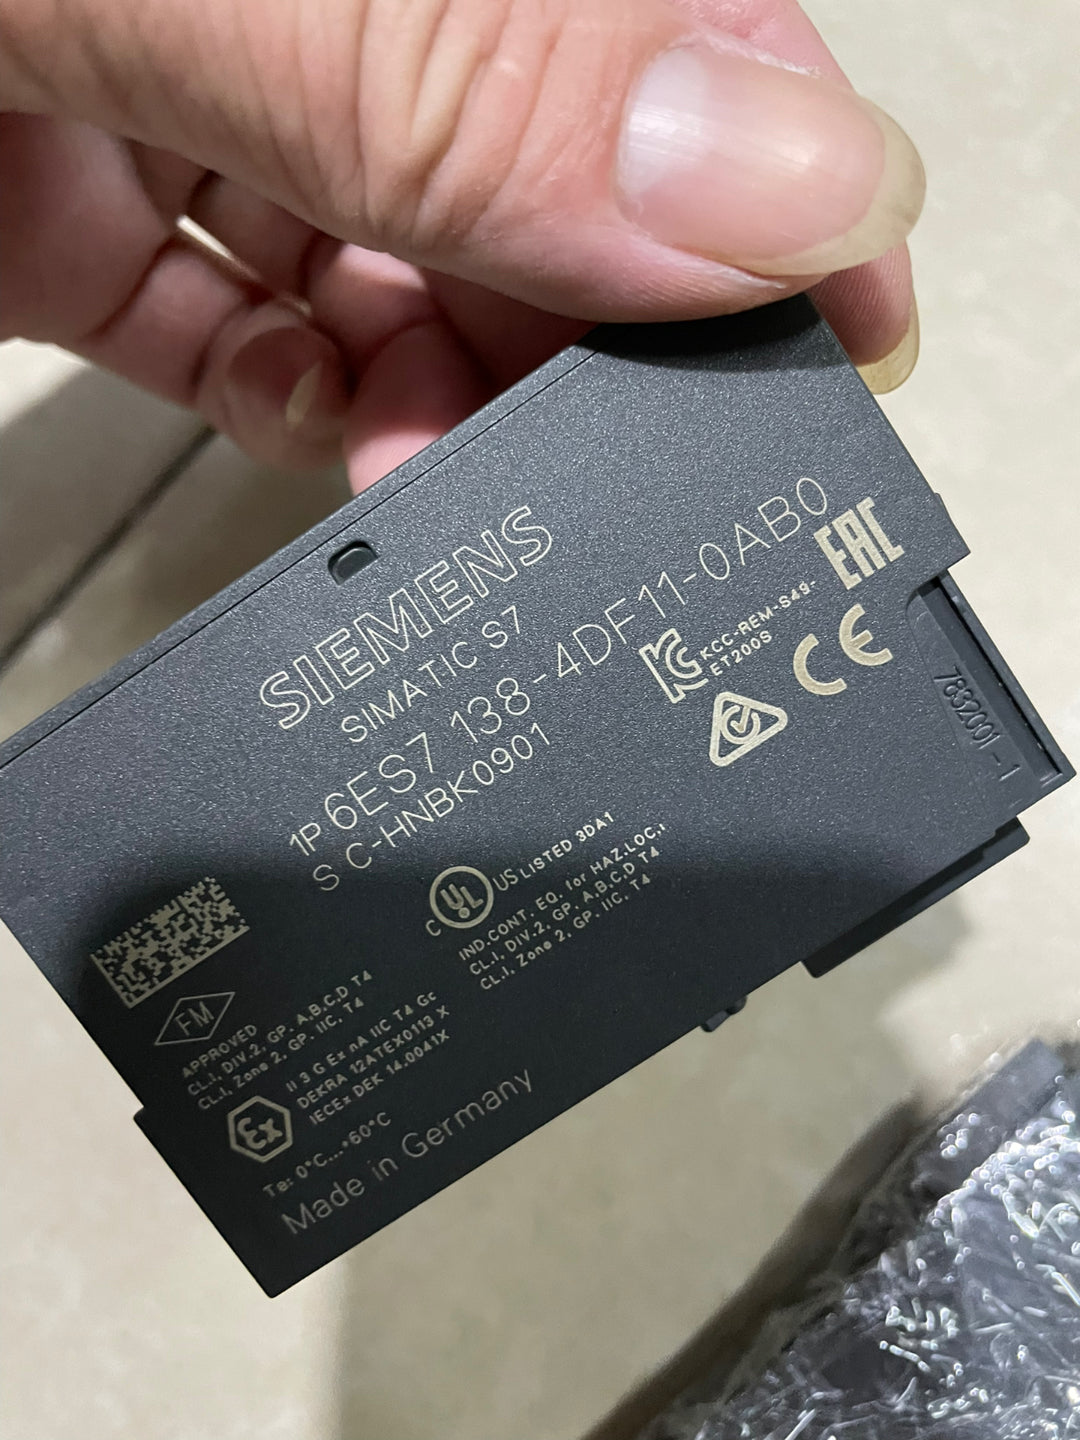 SIEMENS
SIMATIC S7
1P 6ES7 138-4DF11-0AB0
S C-HNBK0901
KCC-REM-S49-
ET200S
EAC
CE
7832001-1
C UL US LISTED 3DA1
IND.CONT. EQ. for HAZ.LOC.
CL.I, DIV.2, GP. A,B,C,D T4
CL.I, Zone 2, GP. IIC, T4
FM
APPROVED
CL.I, DIV.2, GP. A,B,C,D T4
CL.I, Zone 2, GP. IIC, T4
Ex
II 3 G Ex nA IIC T4 Gc
DEKRA 12ATEX0113 X
IECEx DEK 14.0041X
Ta: 0°C...+60°C
Made in Germany